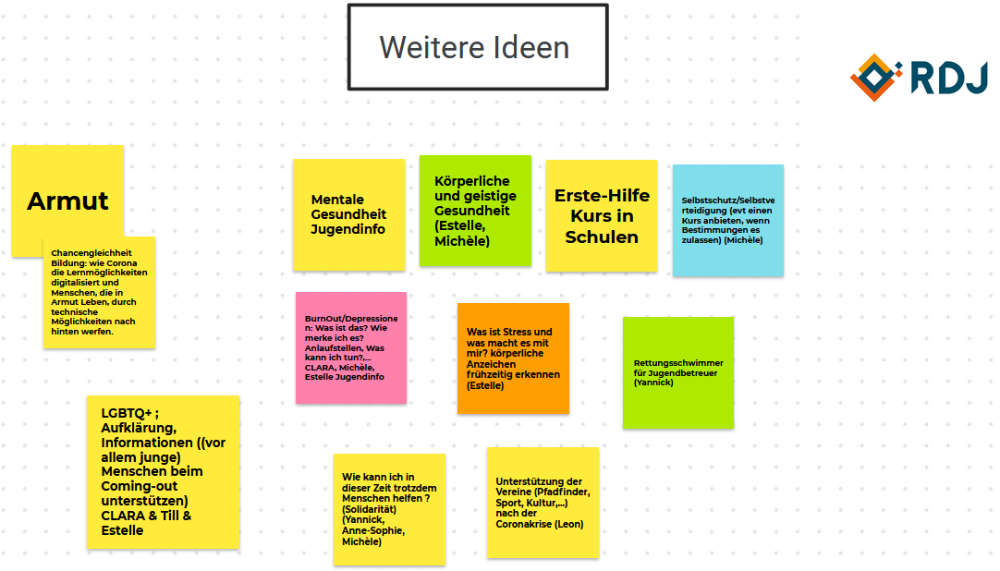 Weitere Ideen
RDJ
Armut
Chancengleichheit
Bildung: wie Corona
die Lernmöglichkeiten
digitalisiert und
Menschen, die in
Armut Leben, durch
technische
Möglichkeiten nach
hinten werfen.
Mentale
Gesundheit
Jugendinfo
Körperliche
und geistige
Gesundheit
(Estelle,
Michèle)
Erste-Hilfe
Kurs in
Schulen
Selbstschutz/Selbstve
rteidigung (evt einen
Kurs anbieten, wenn
Bestimmungen es
zulassen) (Michèle)
BurnOut/Depressione
n: Was ist das? Wie
merke ich es?
Anlaufstellen, Was
kann ich tun?,...
CLARA, Michèle,
Estelle Jugendinfo
Was ist Stress und
was macht es mit
mir? körperliche
Anzeichen
frühzeitig erkennen
(Estelle)
Rettungsschwimmer
für Jugendbetreuer
(Yannick)
LGBTQ+ ;
Aufklärung,
Informationen ((vor
allem junge)
Menschen beim
Coming-out
unterstützen)
CLARA & Till &
Estelle
Wie kann ich in
dieser Zeit trotzdem
Menschen helfen ?
(Solidarität)
(Yannick,
Anne-Sophie,
Michèle)
Unterstützung der
Vereine (Pfadfinder,
Sport, Kultur,...)
nach der
Coronakrise (Leon)